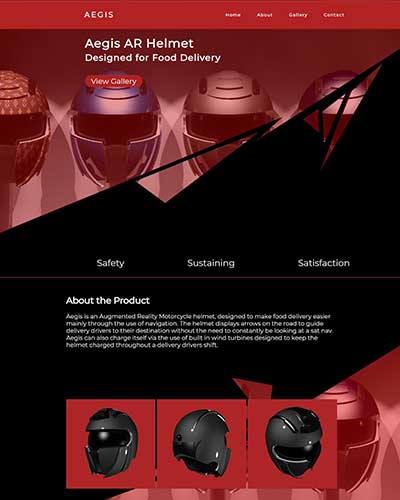 AEGIS Home About Gallery Contact
Aegis AR Helmet
Designed for Food Delivery
View Gallery
Safety Sustaining Satisfaction
About the Product
Aegis is an Augmented Reality Motorcycle helmet, designed to make food delivery easier
mainly through the use of navigation. The helmet displays arrows on the road to guide
delivery drivers to their destination without the need to constantly be looking at a sat nav.
Aegis can also charge itself via the use of built in wind turbines designed to keep the
helmet charged throughout a delivery drivers shift.